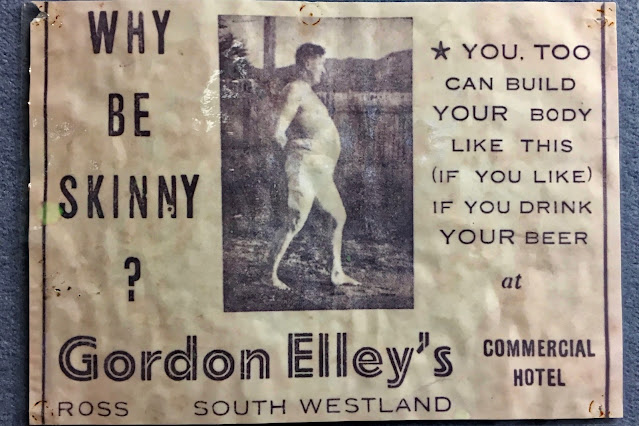 WHY
BE
SKINNY
?
★ YOU, TOO
CAN BUILD
YOUR BODY
LIKE THIS
(IF YOU LIKE)
IF YOU DRINK
YOUR BEER
at
Gordon Elley's
COMMERCIAL
HOTEL
ROSS SOUTH WESTLAND